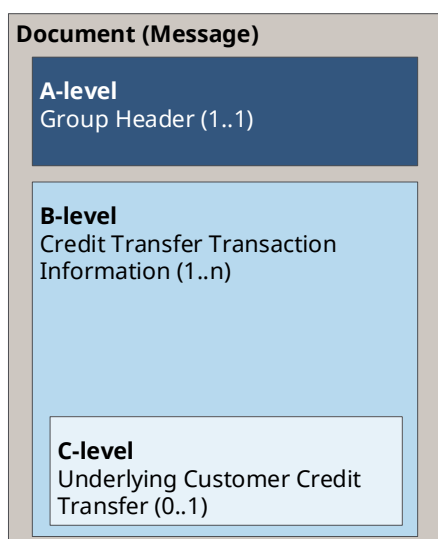 Document (Message)
A-level
Group Header (1..1)
B-level
Credit Transfer Transaction
Information (1..n)
C-level
Underlying Customer Credit
Transfer (0..1)